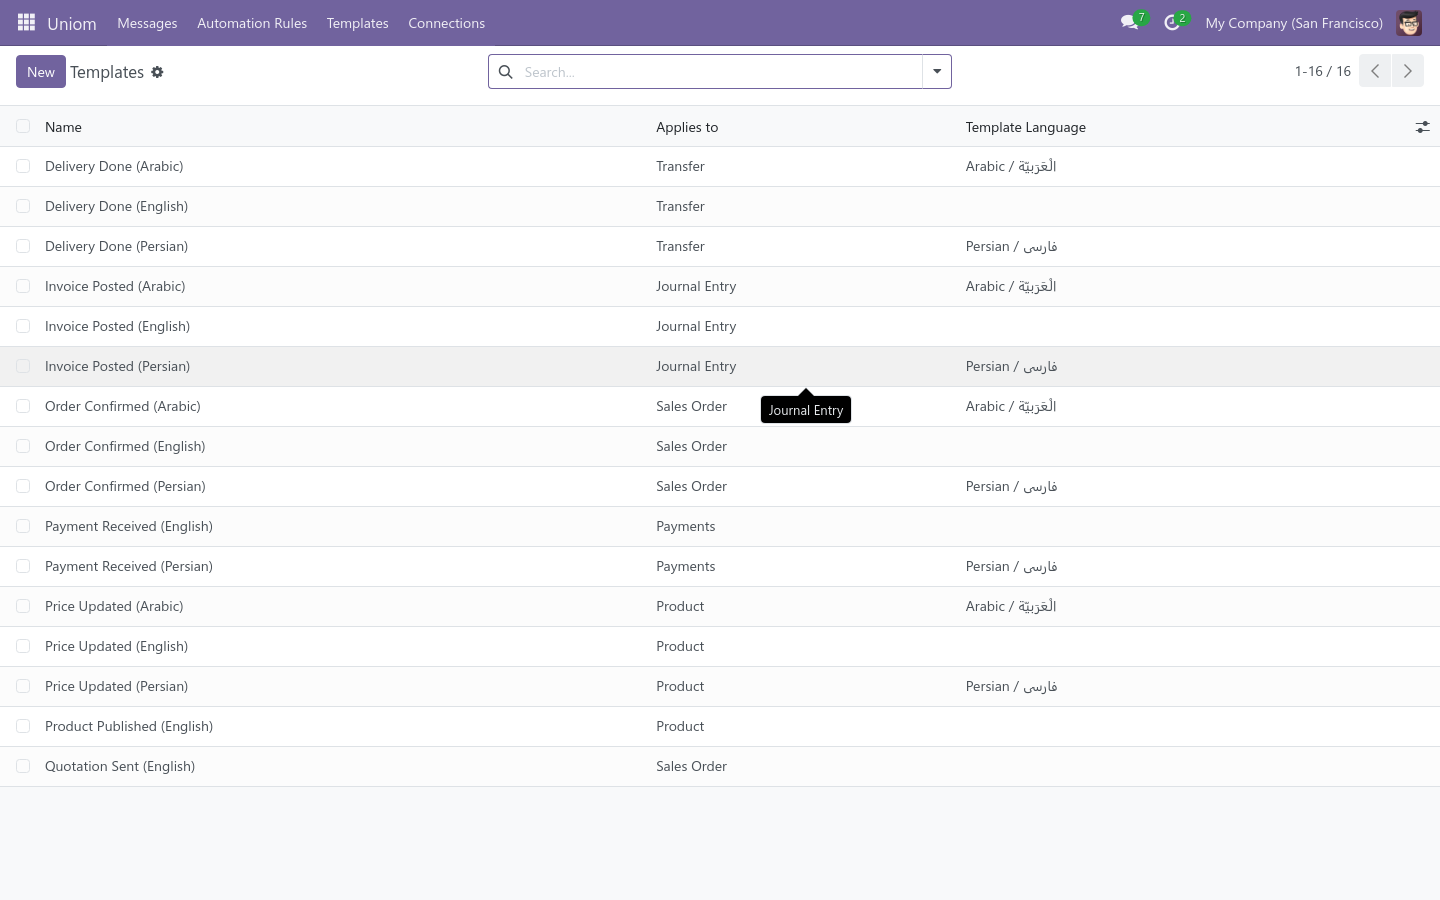 Uniom Messages Automation Rules Templates Connections 7 2 My Company (San Francisco)
New Templates Search... 1-16 / 16
Name Applies to Template Language
Delivery Done (Arabic) Transfer Arabic / الْعَرَبيّة
Delivery Done (English) Transfer
Delivery Done (Persian) Transfer Persian / فارسی
Invoice Posted (Arabic) Journal Entry Arabic / الْعَرَبيّة
Invoice Posted (English) Journal Entry
Invoice Posted (Persian) Journal Entry Persian / فارسی
Order Confirmed (Arabic) Sales Order Arabic / الْعَرَبيّة
Journal Entry
Order Confirmed (English) Sales Order
Order Confirmed (Persian) Sales Order Persian / فارسی
Payment Received (English) Payments
Payment Received (Persian) Payments Persian / فارسی
Price Updated (Arabic) Product Arabic / الْعَرَبيّة
Price Updated (English) Product
Price Updated (Persian) Product Persian / فارسی
Product Published (English) Product
Quotation Sent (English) Sales Order